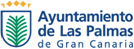 Ayuntamiento
de Las Palmas
de Gran Canaria